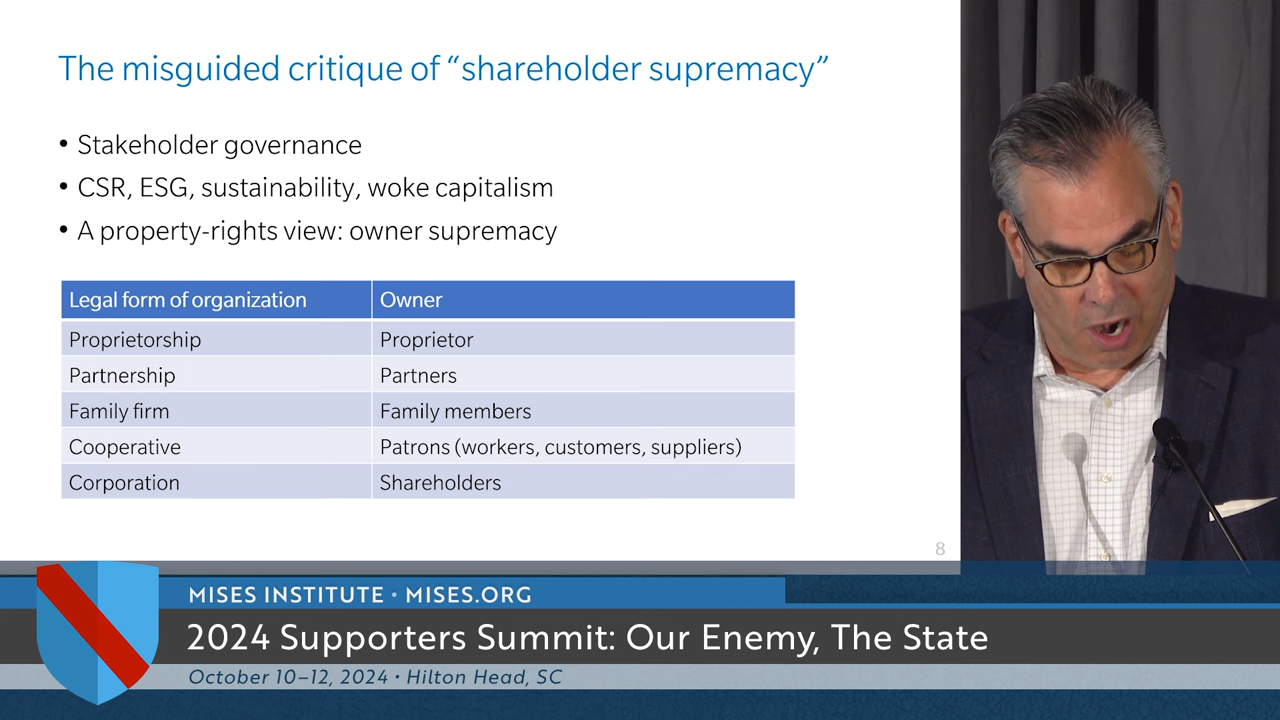 The misguided critique of “shareholder supremacy”
• Stakeholder governance
• CSR, ESG, sustainability, woke capitalism
• A property-rights view: owner supremacy
Legal form of organization Owner
Proprietorship Proprietor
Partnership Partners
Family firm Family members
Cooperative Patrons (workers, customers, suppliers)
Corporation Shareholders
8
MISES INSTITUTE • MISES.ORG
2024 Supporters Summit: Our Enemy, The State
October 10–12, 2024 • Hilton Head, SC